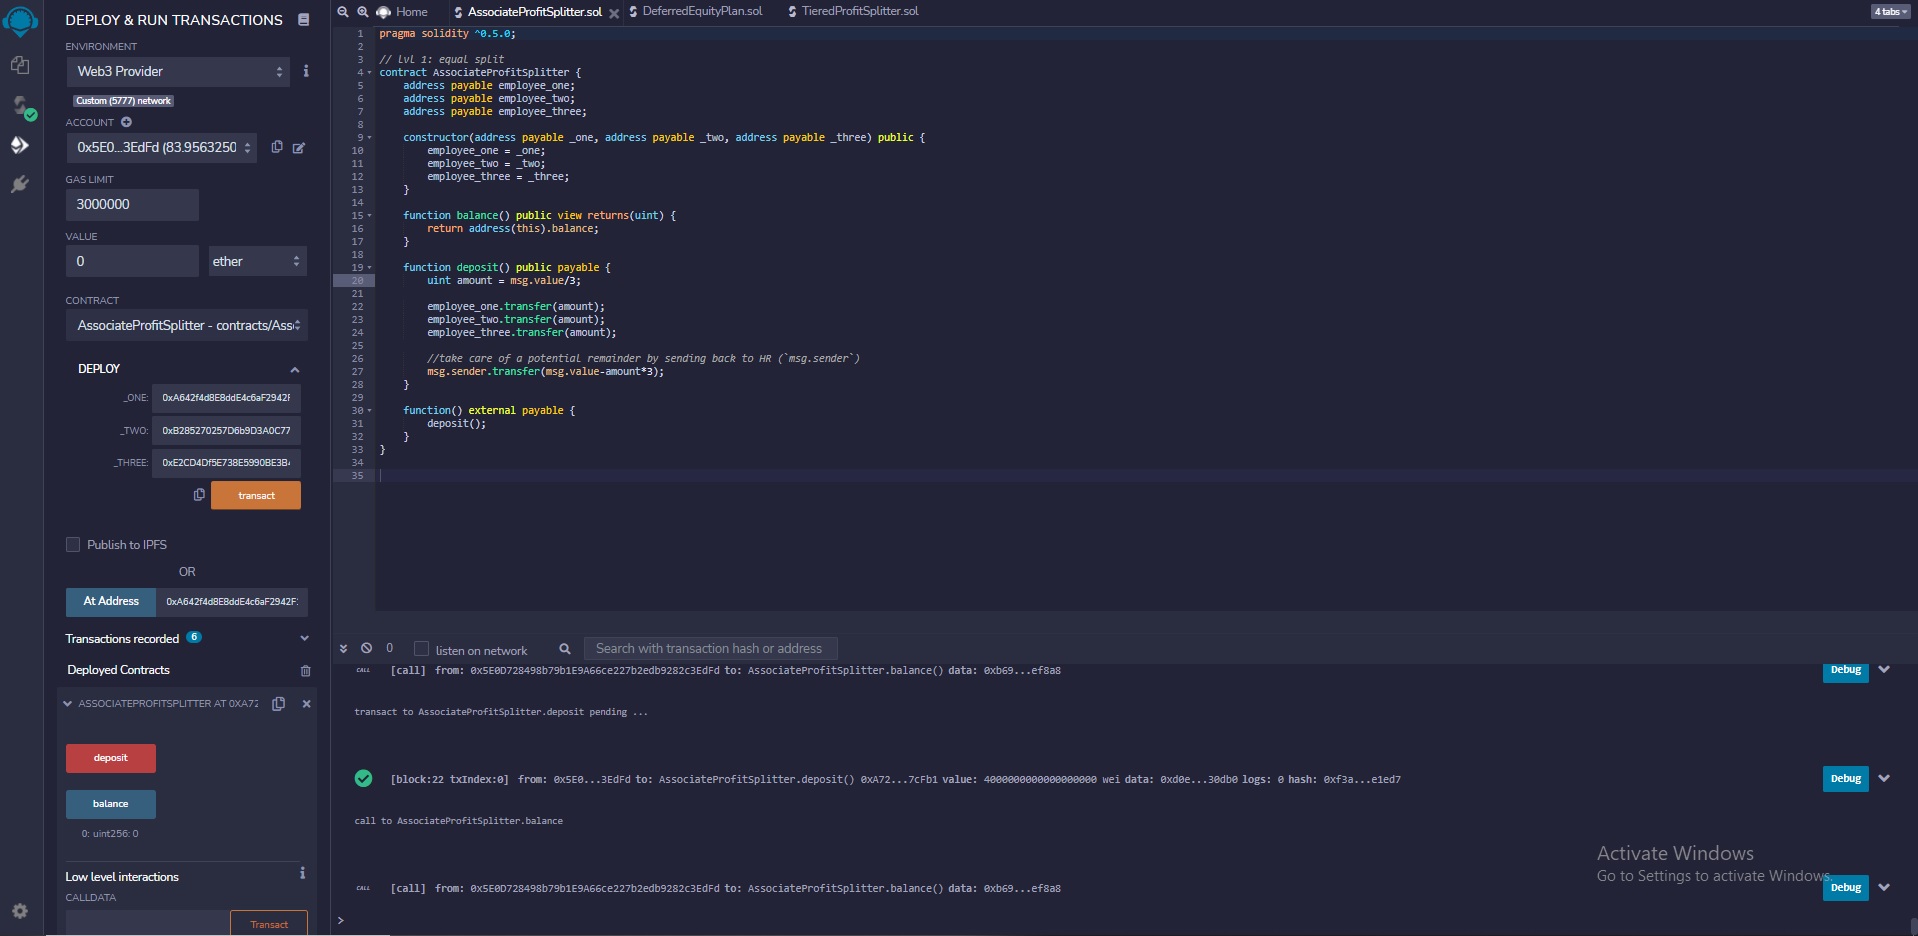 DEPLOY & RUN TRANSACTIONS
ENVIRONMENT
Web3 Provider
Custom (5777) network
ACCOUNT
0x5E0...3EdFd (83.9563250
GAS LIMIT
3000000
VALUE
0
ether
CONTRACT
AssociateProfitSplitter - contracts/Ass
DEPLOY
_ONE:
0xA642f4d8E8ddE4c6aF2942F
_TWO:
0xB285270257D6b9D3A0C77
_THREE:
0xE2CD4Df5E738E5990BE3B
transact
Publish to IPFS
OR
At Address
0xA642f4d8E8ddE4c6aF2942F
Transactions recorded 6
Deployed Contracts
ASSOCIATEPROFITSPLITTER AT 0XA72
deposit
balance
0: uint256: 0
Low level interactions
CALLDATA
Transact
Home
AssociateProfitSplitter.sol
DeferredEquityPlan.sol
TieredProfitSplitter.sol
4 tabs
1 pragma solidity ^0.5.0;
2
3 // lvl 1: equal split
4 contract AssociateProfitSplitter {
5 address payable employee_one;
6 address payable employee_two;
7 address payable employee_three;
8
9 constructor(address payable _one, address payable _two, address payable _three) public {
10 employee_one = _one;
11 employee_two = _two;
12 employee_three = _three;
13 }
14
15 function balance() public view returns(uint) {
16 return address(this).balance;
17 }
18
19 function deposit() public payable {
20 uint amount = msg.value/3;
21
22 employee_one.transfer(amount);
23 employee_two.transfer(amount);
24 employee_three.transfer(amount);
25
26 //take care of a potential remainder by sending back to HR (`msg.sender`)
27 msg.sender.transfer(msg.value-amount*3);
28 }
29
30 function() external payable {
31 deposit();
32 }
33 }
34
35
0
listen on network
Search with transaction hash or address
CALL [call] from: 0x5E0D728498b79b1E9A66ce227b2edb9282c3EdFd to: AssociateProfitSplitter.balance() data: 0xb69...ef8a8
Debug
transact to AssociateProfitSplitter.deposit pending ...
[block:22 txIndex:0] from: 0x5E0...3EdFd to: AssociateProfitSplitter.deposit() 0xA72...7cFb1 value: 4000000000000000000 wei data: 0xd0e...30db0 logs: 0 hash: 0xf3a...e1ed7
Debug
call to AssociateProfitSplitter.balance
CALL [call] from: 0x5E0D728498b79b1E9A66ce227b2edb9282c3EdFd to: AssociateProfitSplitter.balance() data: 0xb69...ef8a8
Debug
>
Activate Windows
Go to Settings to activate Windows.